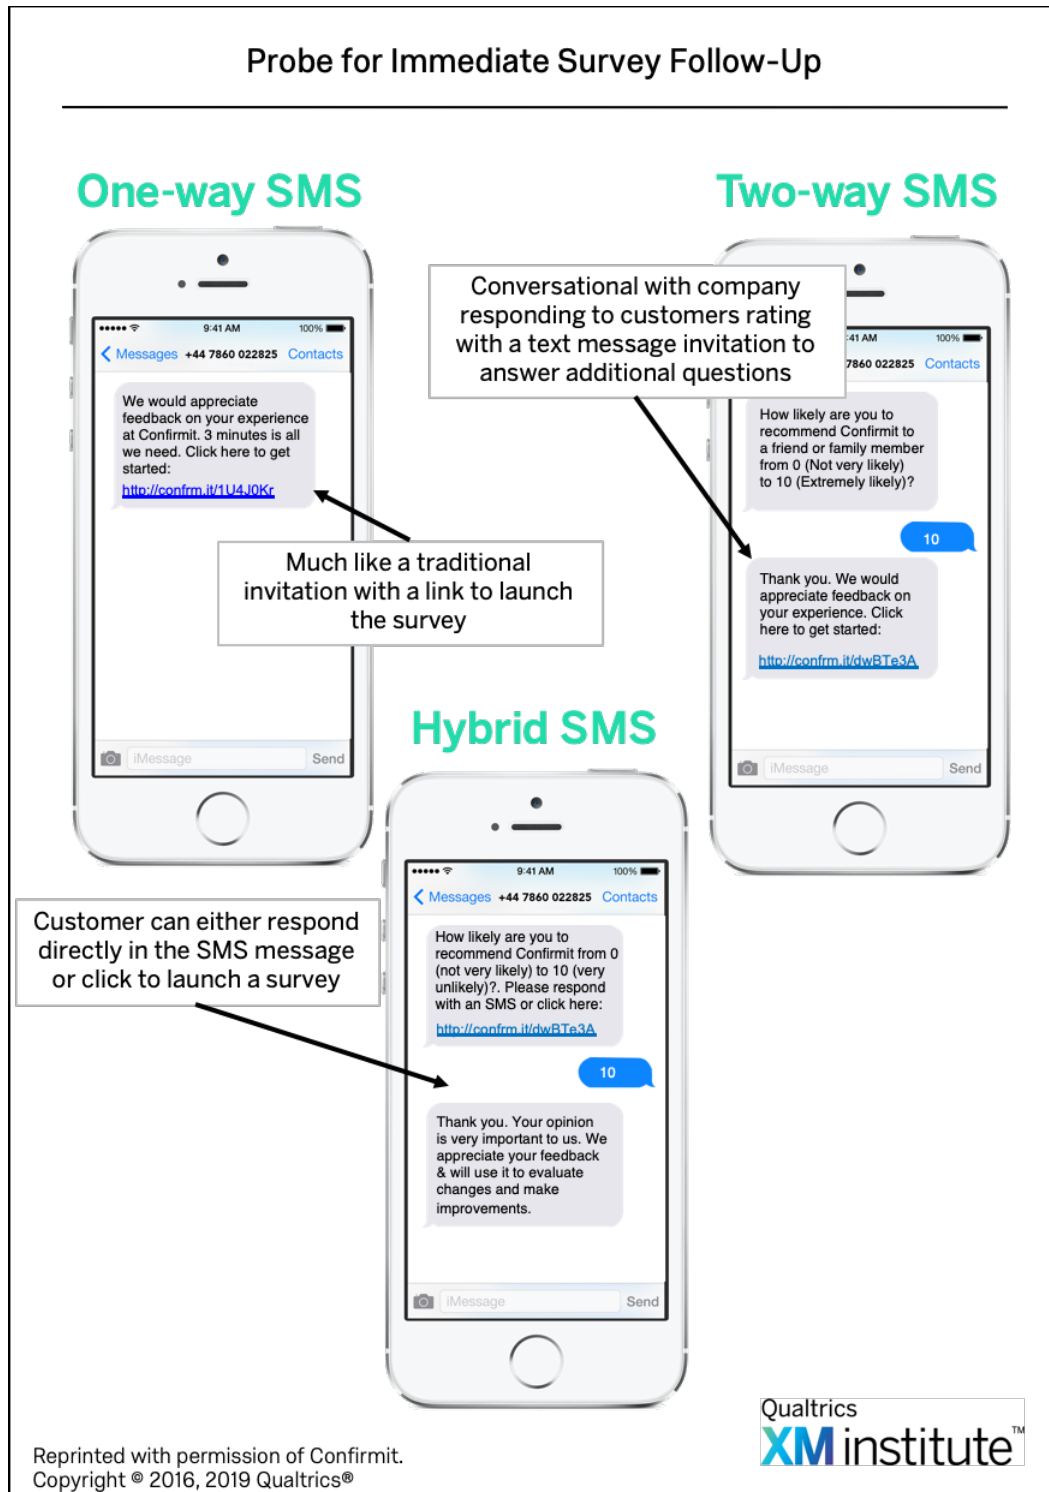 Probe for Immediate Survey Follow-Up
One-way SMS
9:41 AM 100%
Messages +44 7860 022825 Contacts
We would appreciate
feedback on your experience
at Confirmit. 3 minutes is all
we need. Click here to get
started:
http://confrm.it/1U4J0Kr
Much like a traditional
invitation with a link to launch
the survey
iMessage Send
Two-way SMS
Conversational with company
responding to customers rating
with a text message invitation to
answer additional questions
:41 AM 100%
7860 022825 Contacts
How likely are you to
recommend Confirmit to
a friend or family member
from 0 (Not very likely)
to 10 (Extremely likely)?
10
Thank you. We would
appreciate feedback on
your experience. Click
here to get started:
http://confrm.it/dwBTe3A
iMessage Send
Hybrid SMS
9:41 AM 100%
Messages +44 7860 022825 Contacts
Customer can either respond
directly in the SMS message
or click to launch a survey
How likely are you to
recommend Confirmit from 0
(not very likely) to 10 (very
unlikely)?. Please respond
with an SMS or click here:
http://confrm.it/dwBTe3A
10
Thank you. Your opinion
is very important to us. We
appreciate your feedback
& will use it to evaluate
changes and make
improvements.
iMessage Send
Reprinted with permission of Confirmit.
Copyright © 2016, 2019 Qualtrics®
Qualtrics
XM institute™